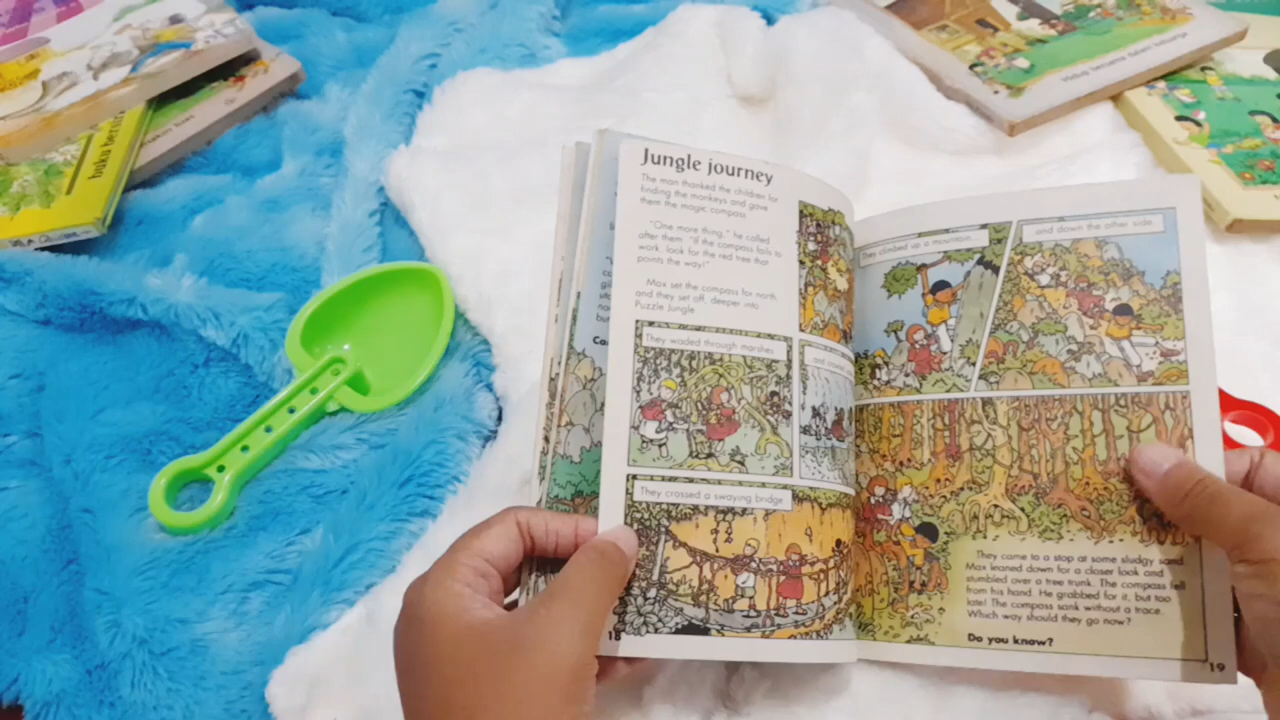 Jungle journey
The man thanked the children for
finding the monkeys and gave
them the magic compass.
"One more thing," he called
after them. "If the compass fails to
work, look for the red tree that
points the way!"
Max set the compass for north,
and they set off, deeper into
Puzzle Jungle
They waded through marshes
and crossed
They crossed a swaying bridge
18
They climbed up a mountain...
and down the other side.
They came to a stop at some sludgy sand.
Max leaned down for a closer look and
stumbled over a tree trunk. The compass fell
from his hand. He grabbed for it, but too
late! The compass sank without a trace.
Which way should they go now?
Do you know?
19